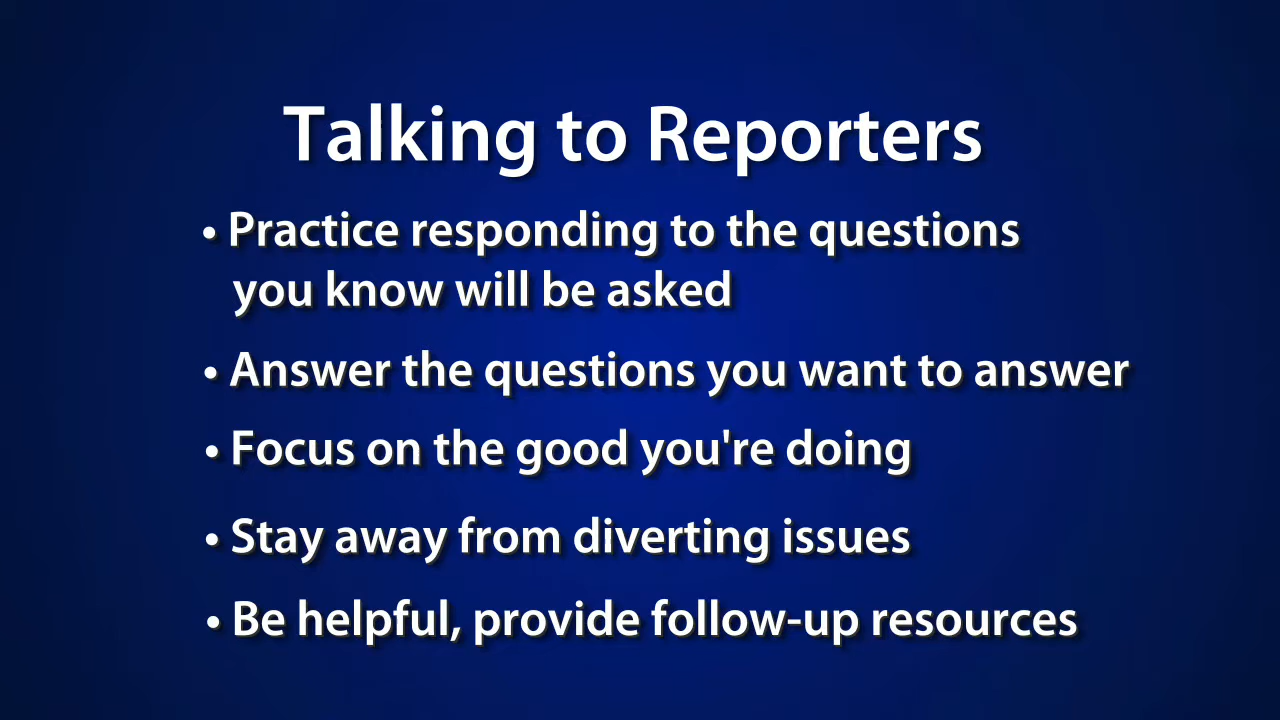 Talking to Reporters
• Practice responding to the questions
you know will be asked
• Answer the questions you want to answer
• Focus on the good you're doing
• Stay away from diverting issues
• Be helpful, provide follow-up resources